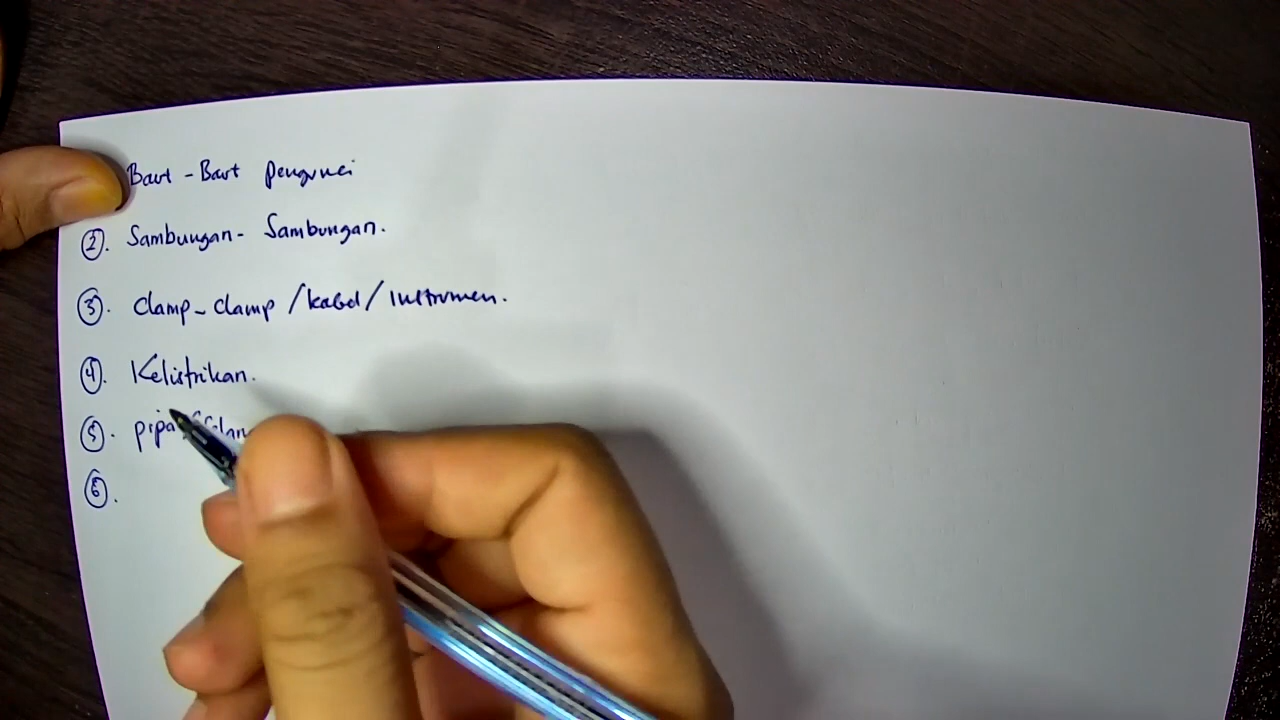 Baut - Baut pengunci
2. Sambungan - Sambungan.
3. Clamp - Clamp / kabel / Instrumen.
4. Kelistrikan.
5. pipa
6.